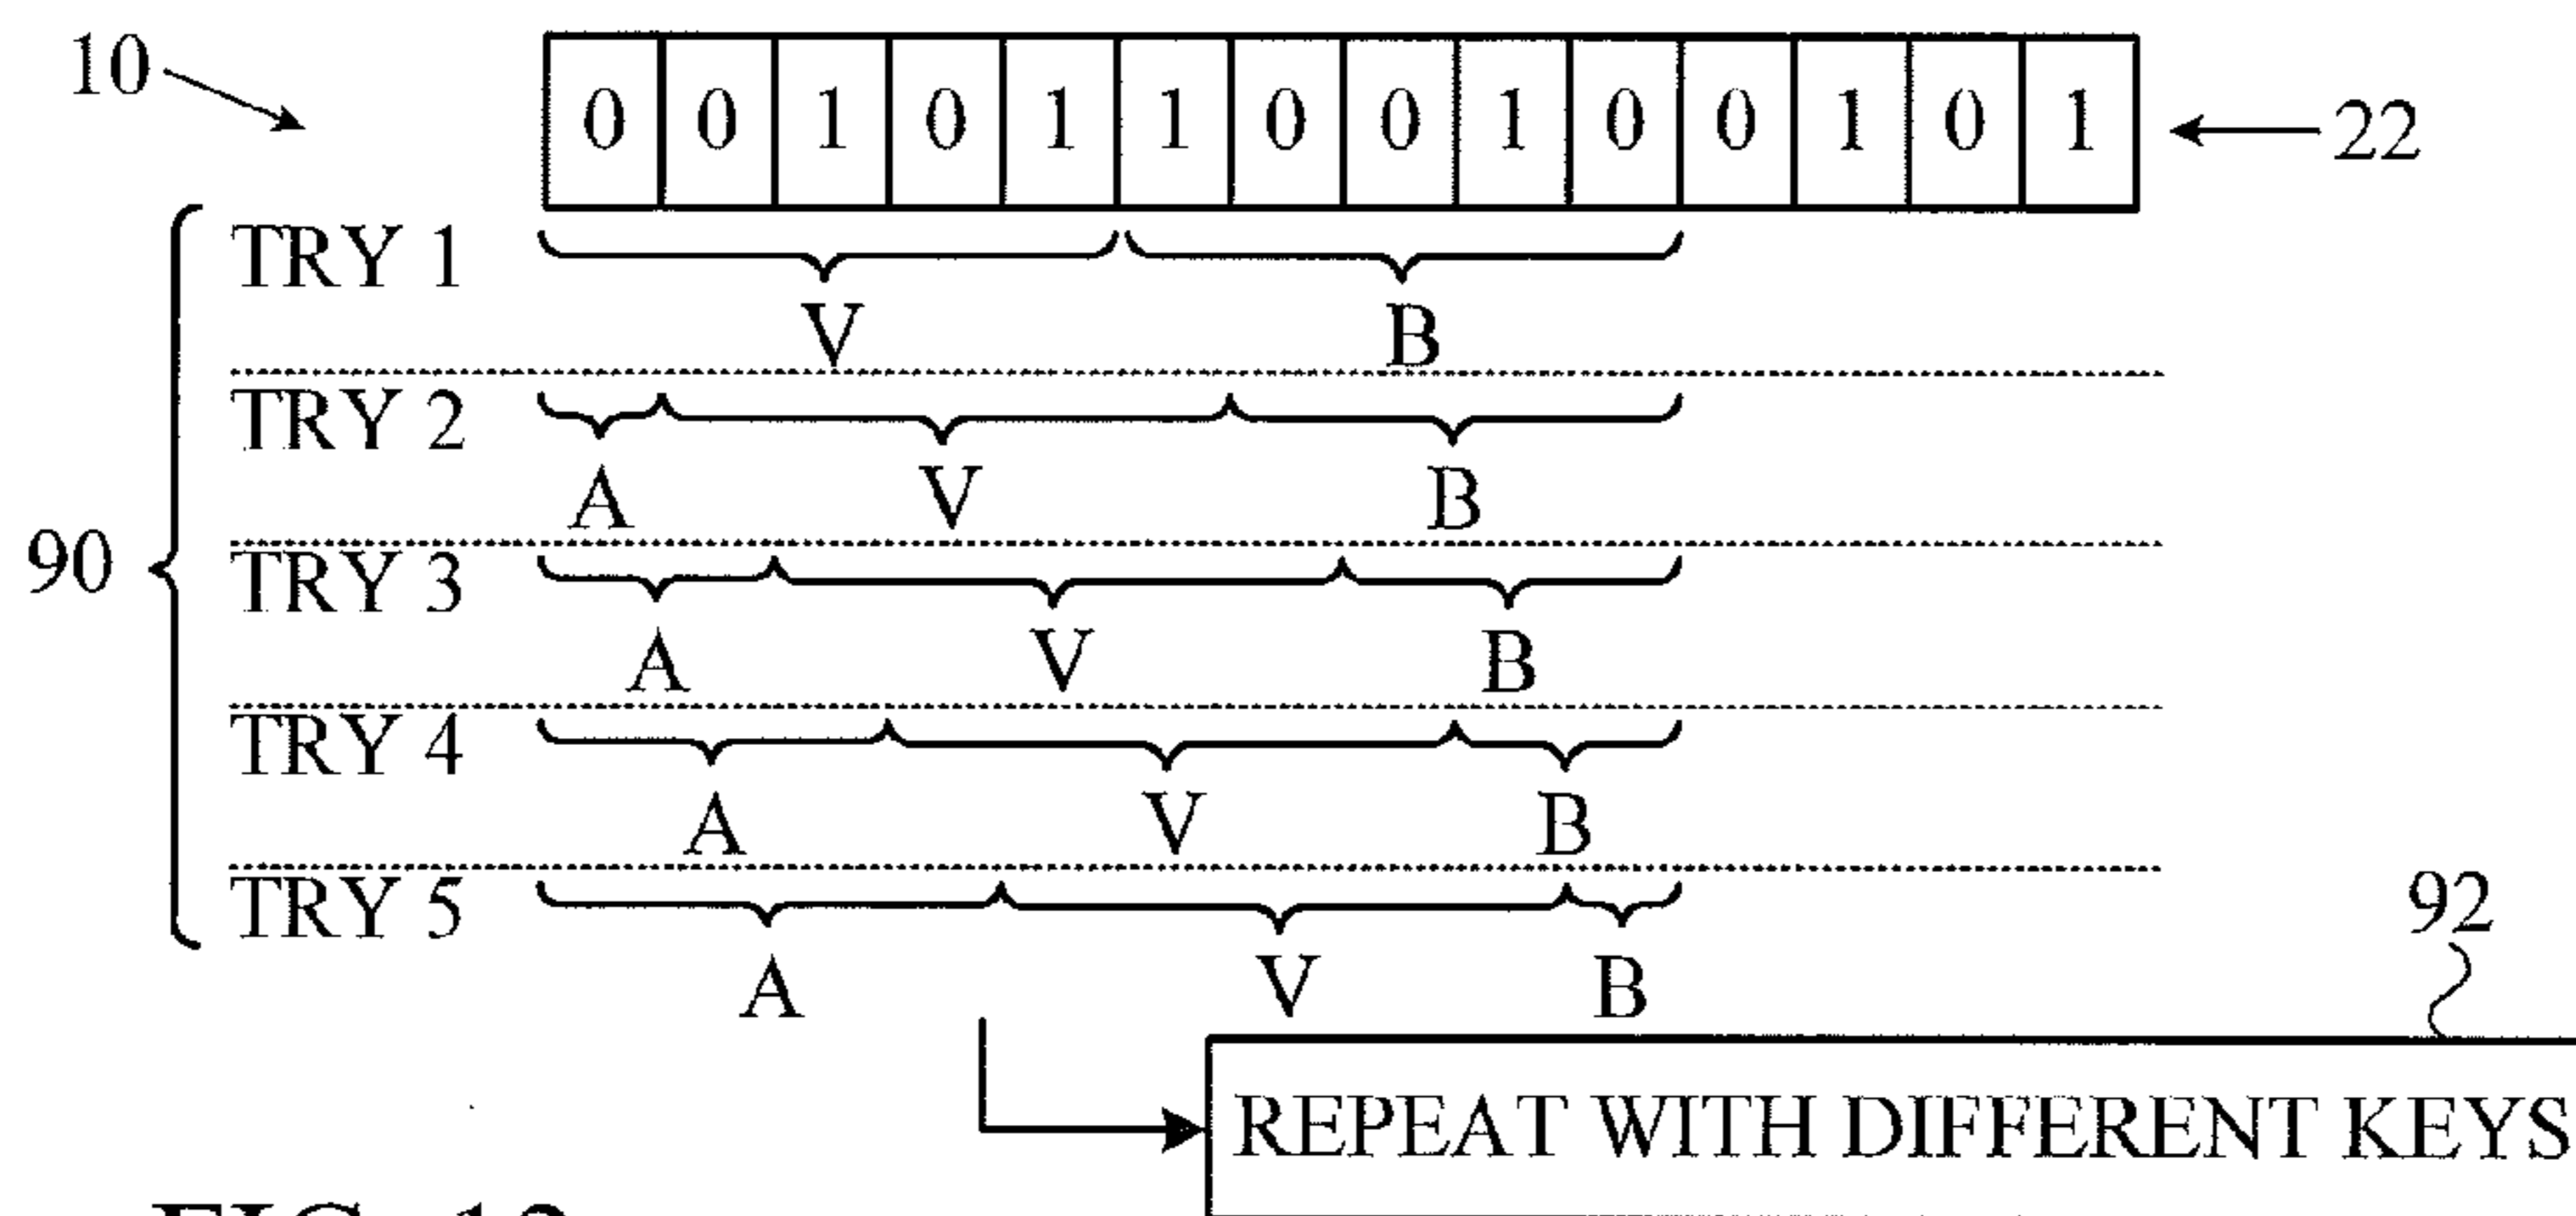 10 0 0 1 0 1 1 0 0 1 0 0 1 0 1 22
TRY 1
V B
TRY 2
A V B
90 TRY 3
A V B
TRY 4
A V B
TRY 5
92
A V B
REPEAT WITH DIFFERENT KEYS